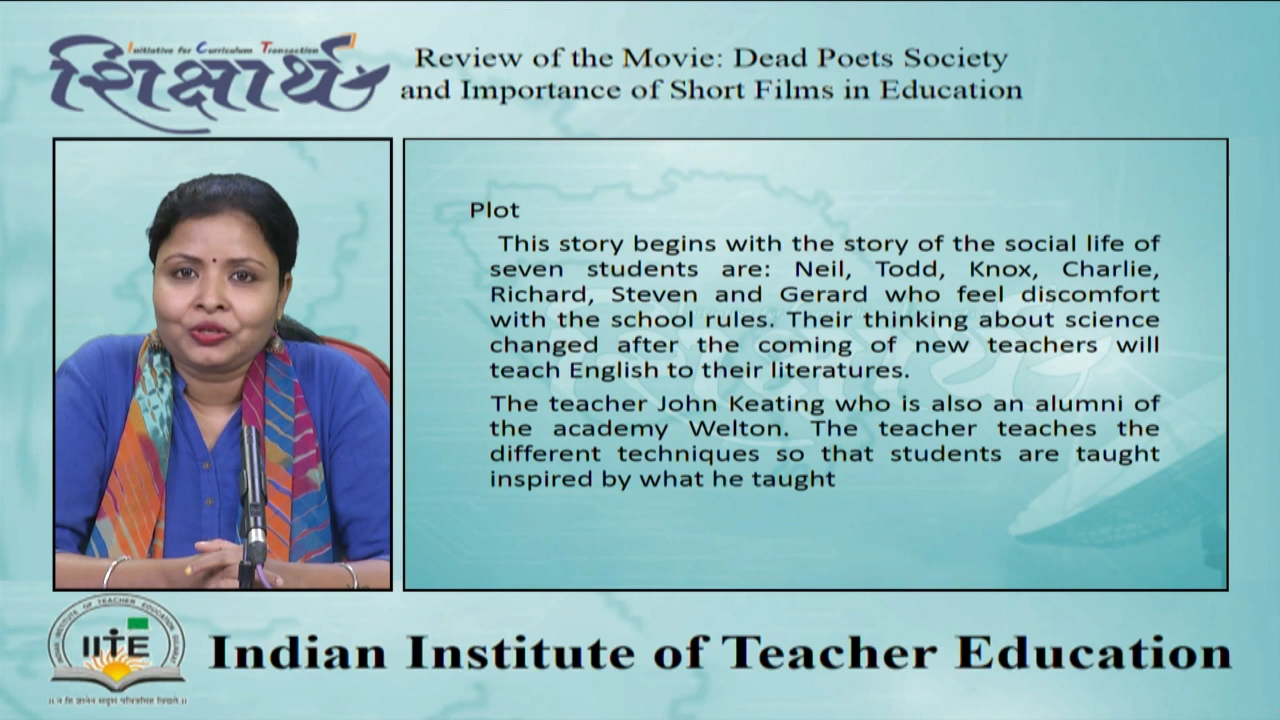 Initiative for Curriculum Transaction
शिक्षार्थ
Review of the Movie: Dead Poets Society
and Importance of Short Films in Education
Plot
This story begins with the story of the social life of
seven students are: Neil, Todd, Knox, Charlie,
Richard, Steven and Gerard who feel discomfort
with the school rules. Their thinking about science
changed after the coming of new teachers will
teach English to their literatures.
The teacher John Keating who is also an alumni of
the academy Welton. The teacher teaches the
different techniques so that students are taught
inspired by what he taught
INDIAN INSTITUTE OF TEACHER EDUCATION
IITE
Indian Institute of Teacher Education